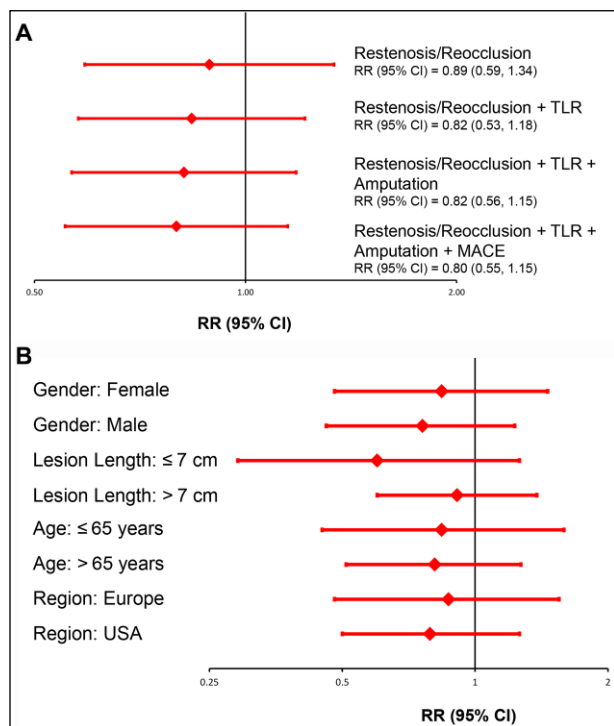 A
Restenosis/Reocclusion
RR (95% CI) = 0.89 (0.59, 1.34)
Restenosis/Reocclusion + TLR
RR (95% CI) = 0.82 (0.53, 1.18)
Restenosis/Reocclusion + TLR +
Amputation
RR (95% CI) = 0.82 (0.56, 1.15)
Restenosis/Reocclusion + TLR +
Amputation + MACE
RR (95% CI) = 0.80 (0.55, 1.15)
0.50 1.00 2.00
RR (95% CI)
B
Gender: Female
Gender: Male
Lesion Length: ≤ 7 cm
Lesion Length: > 7 cm
Age: ≤ 65 years
Age: > 65 years
Region: Europe
Region: USA
0.25 0.5 1 2
RR (95% CI)